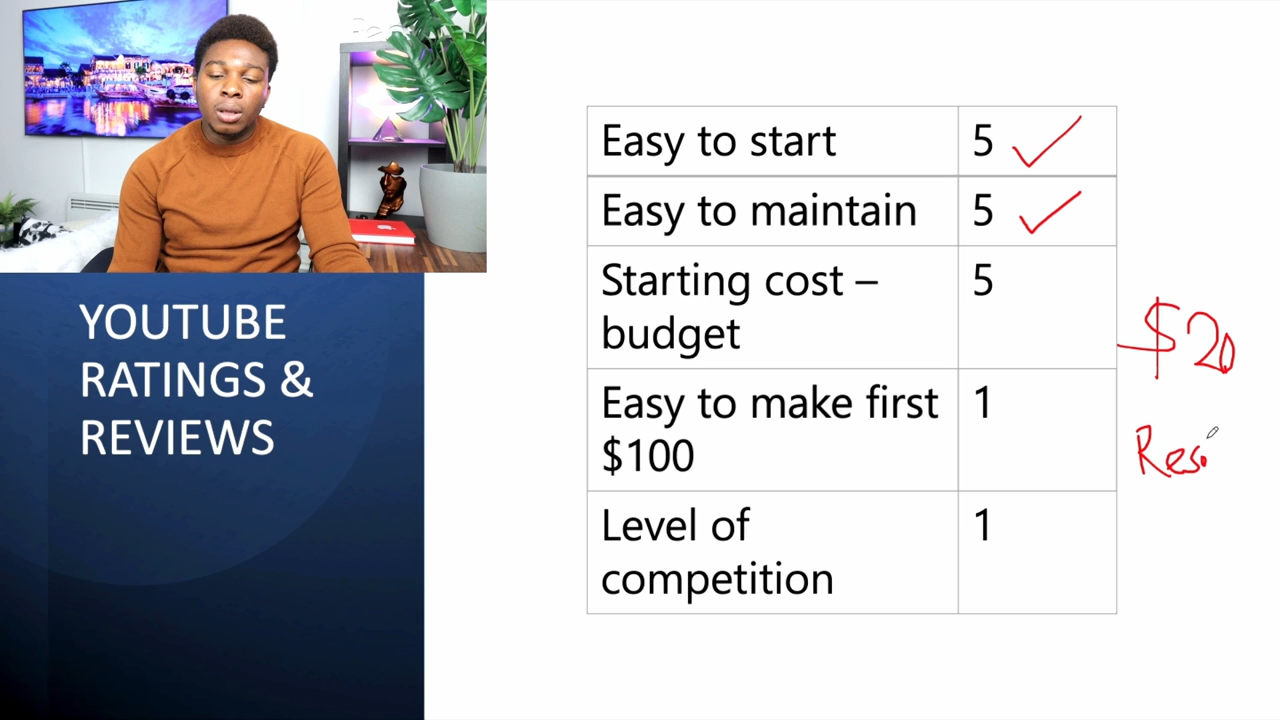 YOUTUBE
RATINGS &
REVIEWS
Easy to start 5
Easy to maintain 5
Starting cost – 5
budget
Easy to make first 1
$100
Level of 1
competition
$20
Res